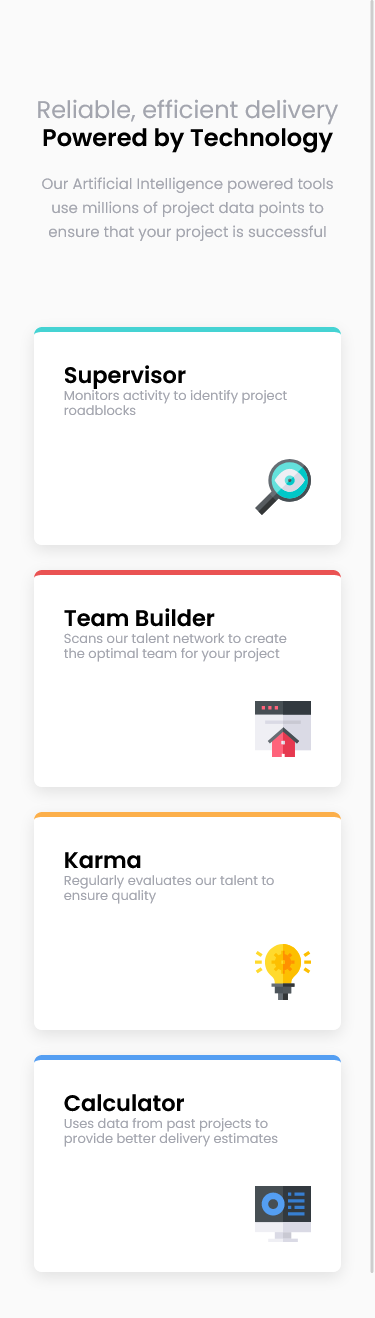 Reliable, efficient delivery
Powered by Technology
Our Artificial Intelligence powered tools
use millions of project data points to
ensure that your project is successful
Supervisor
Monitors activity to identify project
roadblocks
Team Builder
Scans our talent network to create
the optimal team for your project
Karma
Regularly evaluates our talent to
ensure quality
Calculator
Uses data from past projects to
provide better delivery estimates